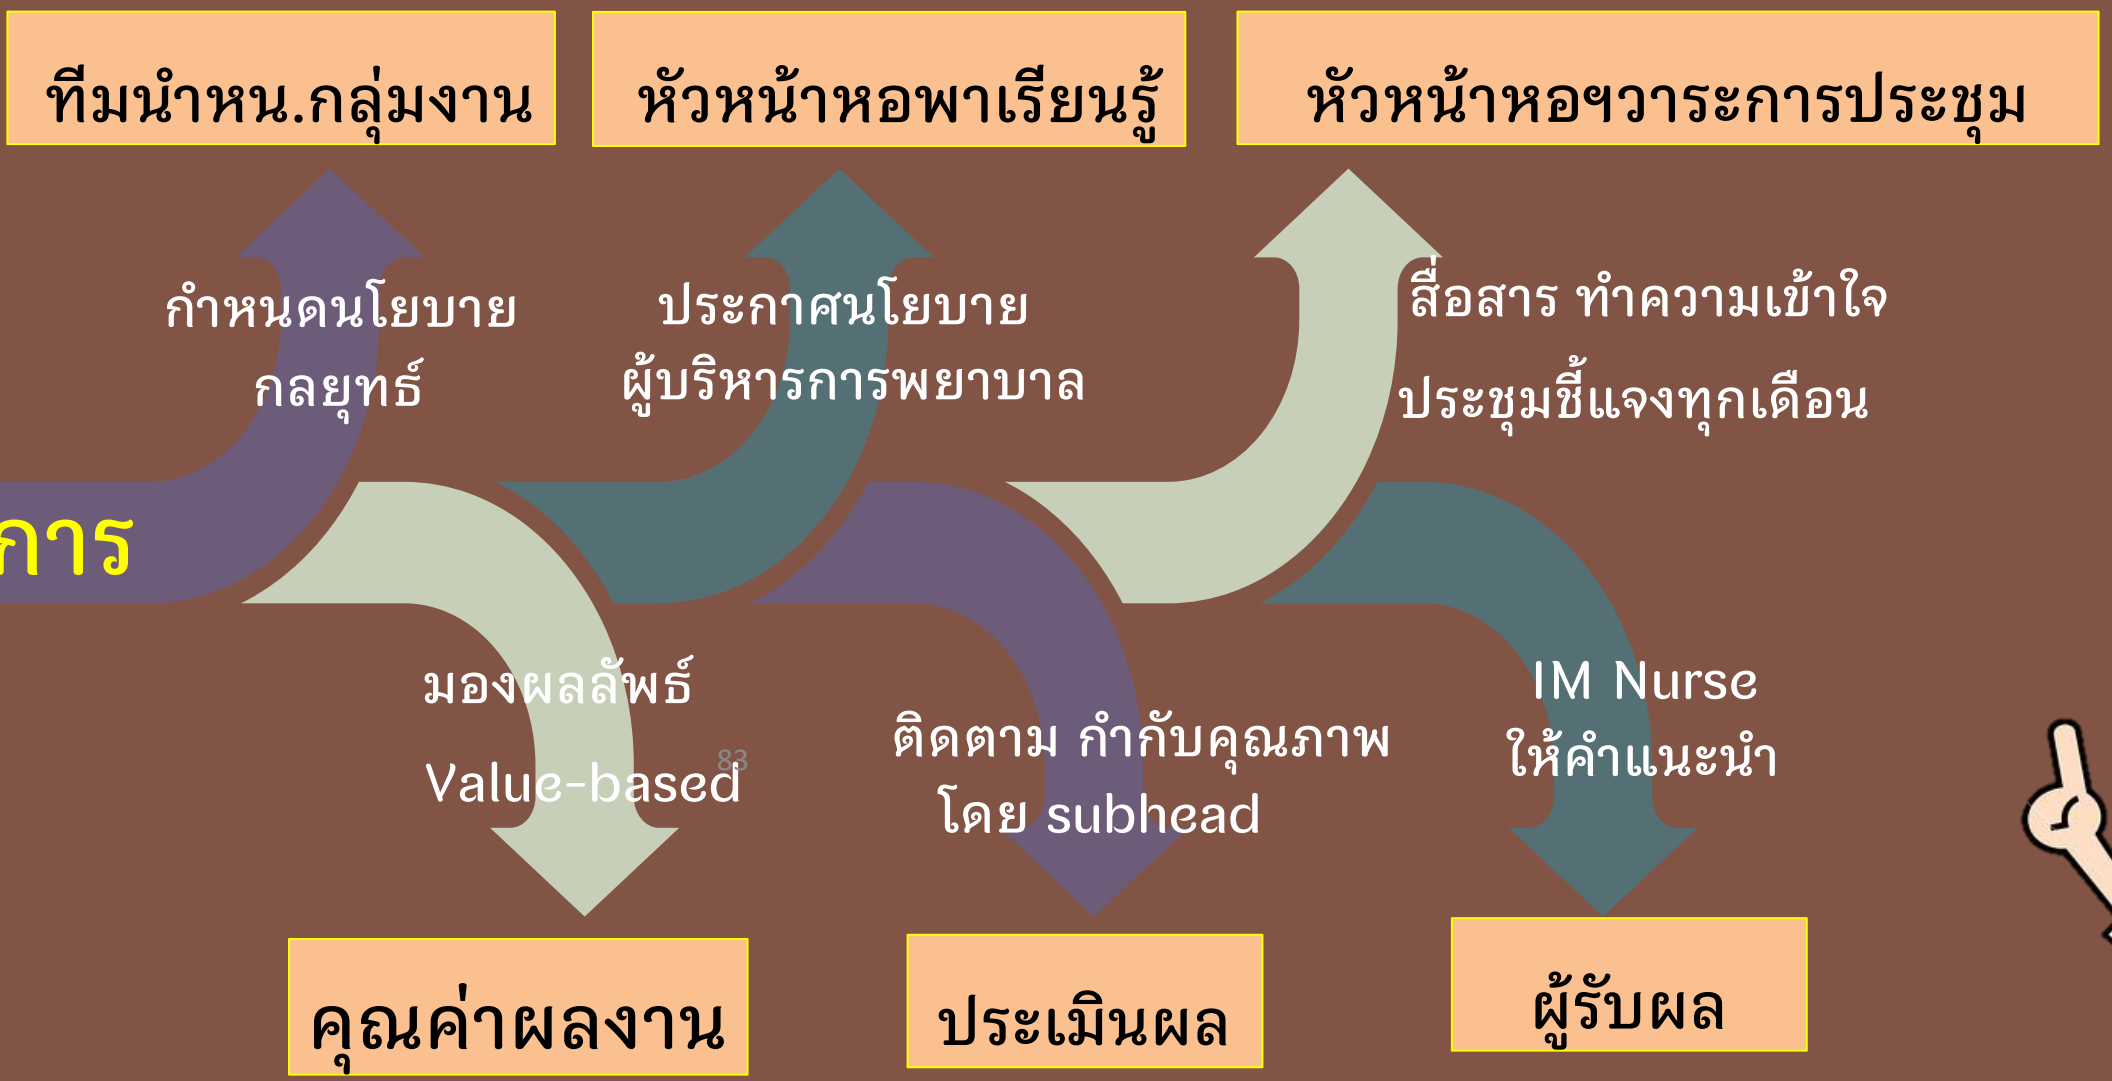 ทีมนำหน.กลุ่มงาน
หัวหน้าหอพาเรียนรู้
หัวหน้าหอฯวาระการประชุม
กำหนดนโยบาย
กลยุทธ์
ประกาศนโยบาย
ผู้บริหารการพยาบาล
สื่อสาร ทำความเข้าใจ
ประชุมชี้แจงทุกเดือน
การ
มองผลลัพธ์
Value-based
83
ติดตาม กำกับคุณภาพ
โดย subhead
IM Nurse
ให้คำแนะนำ
คุณค่าผลงาน
ประเมินผล
ผู้รับผล